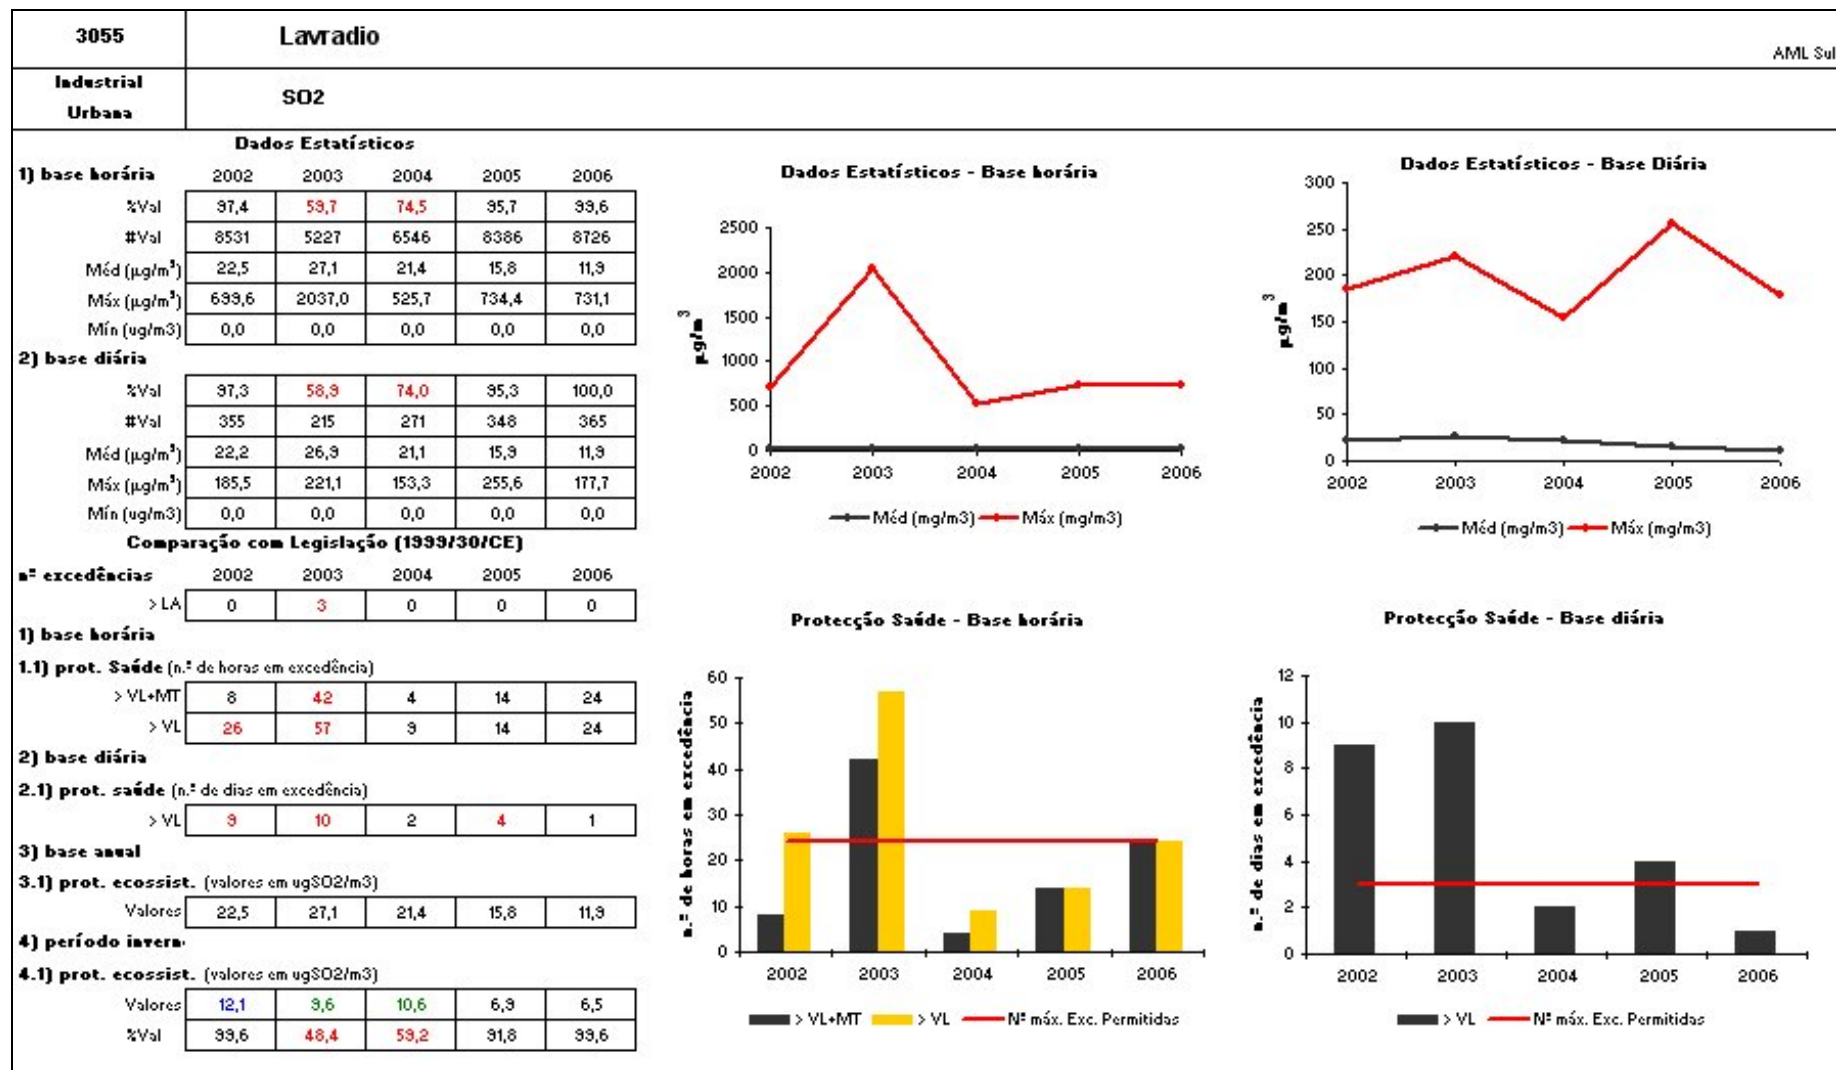 3055 Lavradio AML Sul
Industrial Urbana SO2
Dados Estatísticos
1) base horária 2002 2003 2004 2005 2006
%Val 97,4 59,7 74,5 95,7 99,6
#Val 8531 5227 6546 8386 8726
Méd (µg/m³) 22,5 27,1 21,4 15,8 11,9
Máx (µg/m³) 699,6 2037,0 525,7 734,4 731,1
Mín (ug/m3) 0,0 0,0 0,0 0,0 0,0
2) base diária
%Val 97,3 58,9 74,0 95,3 100,0
#Val 355 215 271 348 365
Méd (µg/m³) 22,2 26,9 21,1 15,9 11,9
Máx (µg/m³) 185,5 221,1 153,3 255,6 177,7
Mín (ug/m3) 0,0 0,0 0,0 0,0 0,0
Comparação com Legislação (1999/30/CE)
nº excedências 2002 2003 2004 2005 2006
> LA 0 3 0 0 0
1) base horária
1.1) prot. Saúde (n.º de horas em excedência)
> VL+MT 8 42 4 14 24
> VL 26 57 9 14 24
2) base diária
2.1) prot. saúde (n.º de dias em excedência)
> VL 9 10 2 4 1
3) base anual
3.1) prot. ecossist. (valores em ugSO2/m3)
Valores 22,5 27,1 21,4 15,8 11,9
4) período invern
4.1) prot. ecossist. (valores em ugSO2/m3)
Valores 12,1 9,6 10,6 6,9 6,5
%Val 99,6 48,4 59,2 91,8 99,6
Dados Estatísticos - Base horária
µg/m³
2500
2000
1500
1000
500
0
2002 2003 2004 2005 2006
Méd (mg/m3) Máx (mg/m3)
Dados Estatísticos - Base Diária
µg/m³
300
250
200
150
100
50
0
2002 2003 2004 2005 2006
Méd (mg/m3) Máx (mg/m3)
Protecção Saúde - Base horária
n.º de horas em excedência
60
50
40
30
20
10
0
2002 2003 2004 2005 2006
> VL+MT > VL Nº máx. Exc. Permitidas
Protecção Saúde - Base diária
n.º de dias em excedência
12
10
8
6
4
2
0
2002 2003 2004 2005 2006
> VL Nº máx. Exc. Permitidas